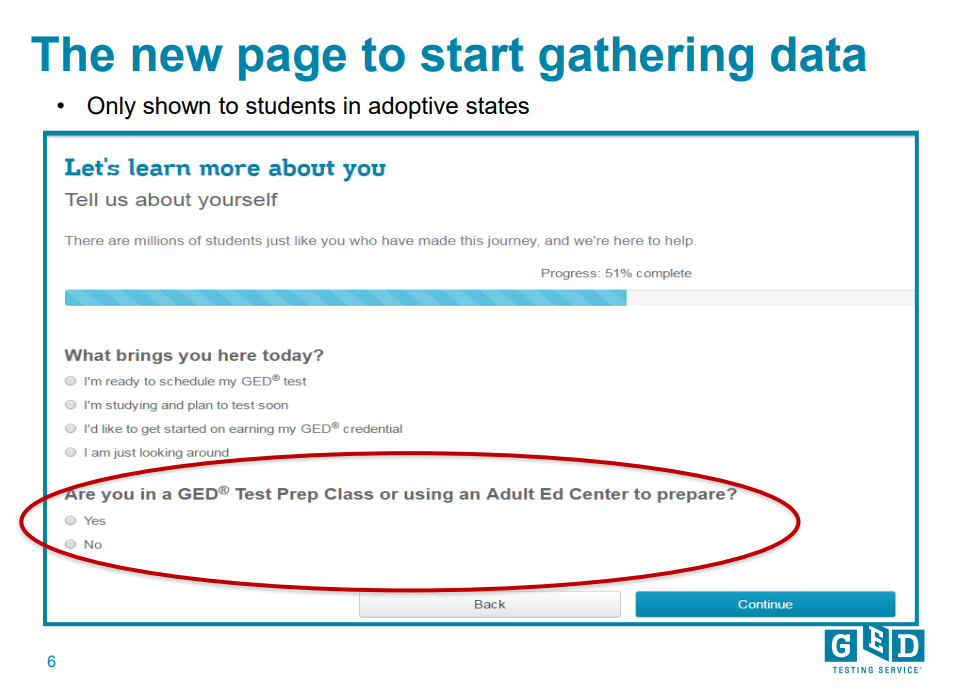 The new page to start gathering data
• Only shown to students in adoptive states
Let's learn more about you
Tell us about yourself
There are millions of students just like you who have made this journey, and we're here to help.
Progress: 51% complete
What brings you here today?
I'm ready to schedule my GED® test
I'm studying and plan to test soon
I'd like to get started on earning my GED® credential
I am just looking around
Are you in a GED® Test Prep Class or using an Adult Ed Center to prepare?
Yes
No
Back
Continue
6
GED
TESTING SERVICE®